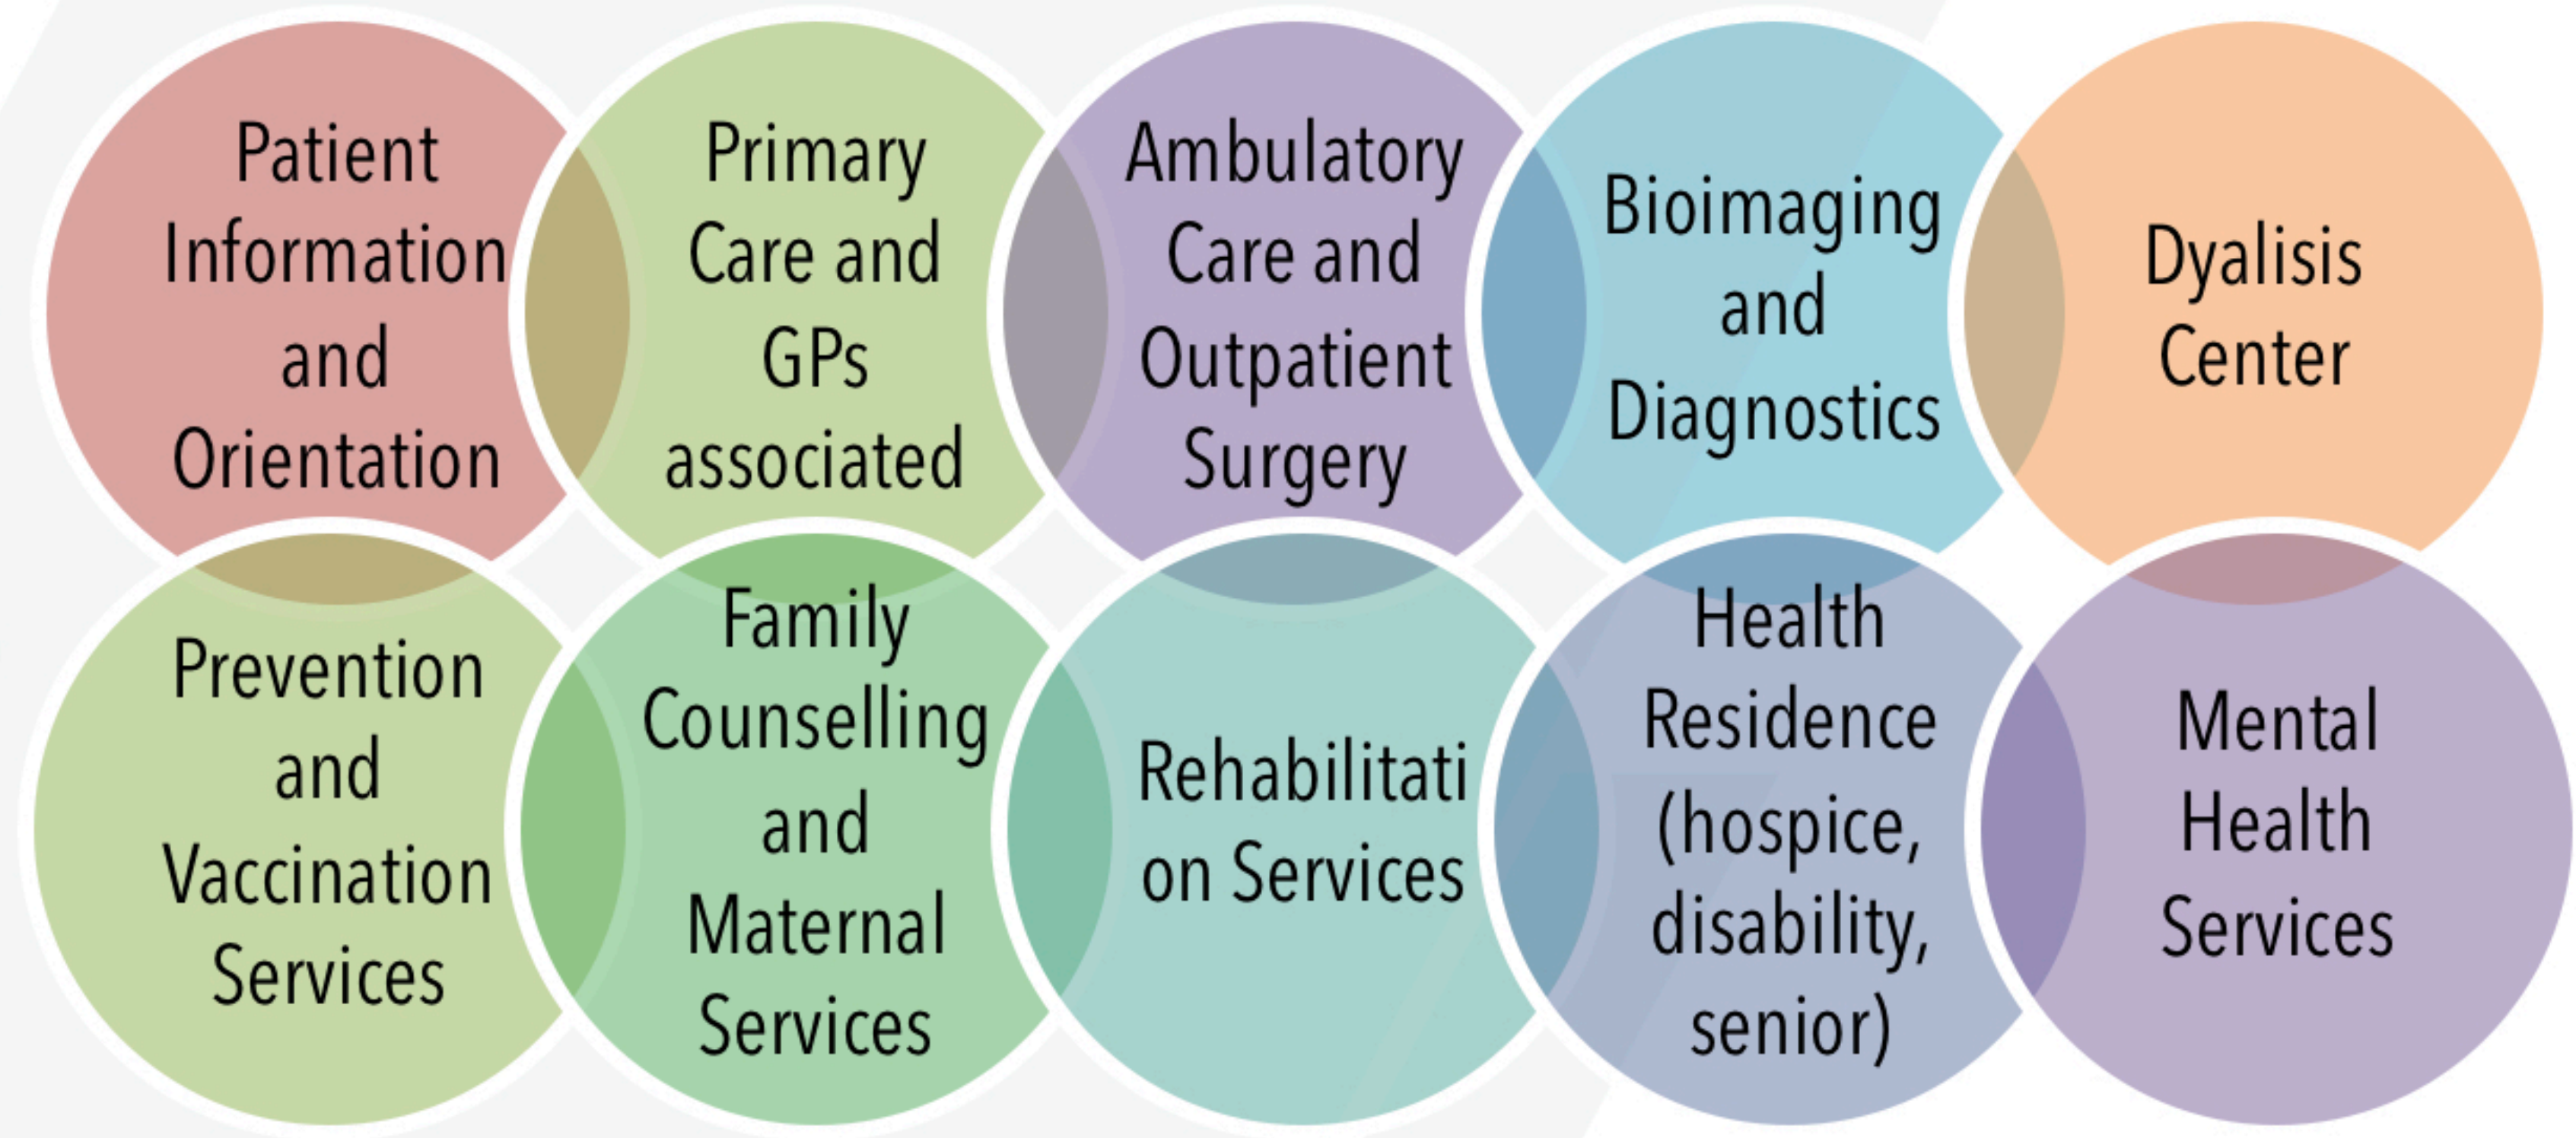 Patient
Information
and
Orientation
Primary
Care and
GPs
associated
Ambulatory
Care and
Outpatient
Surgery
Bioimaging
and
Diagnostics
Dyalisis
Center
Prevention
and
Vaccination
Services
Family
Counselling
and
Maternal
Services
Rehabilitati
on Services
Health
Residence
(hospice,
disability,
senior)
Mental
Health
Services